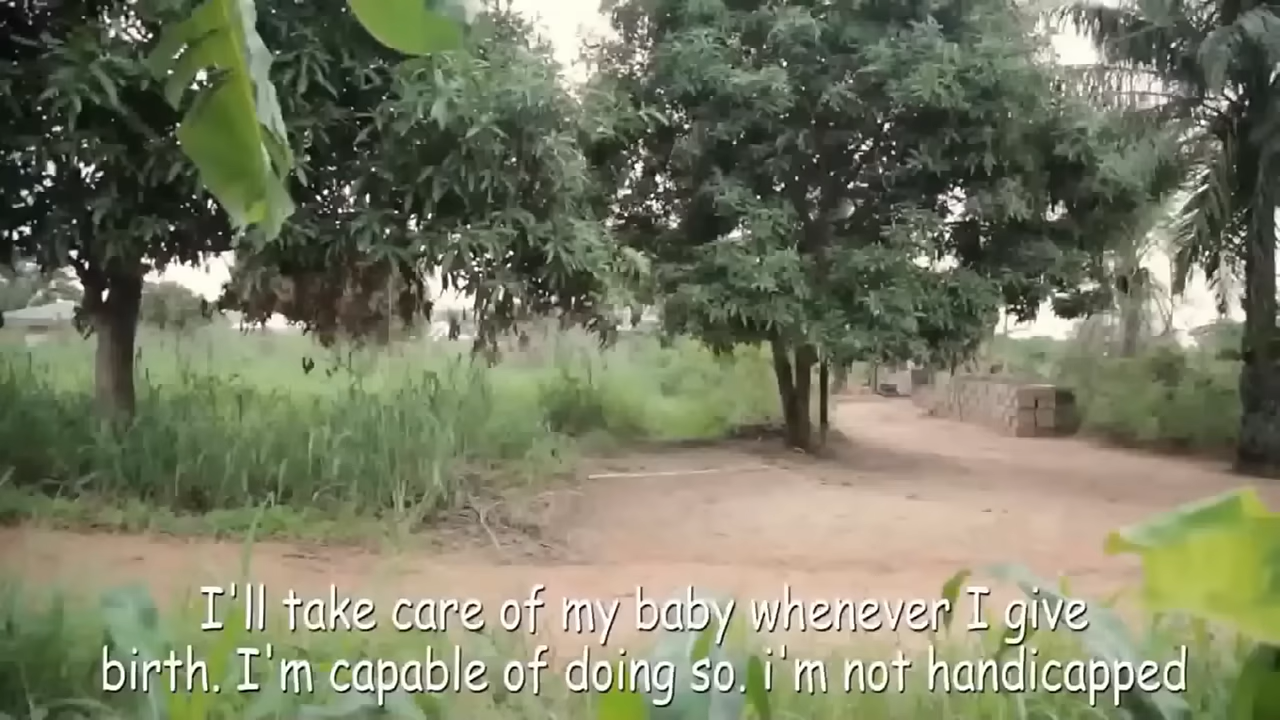 I'll take care of my baby whenever I give
birth. I'm capable of doing so. i'm not handicapped